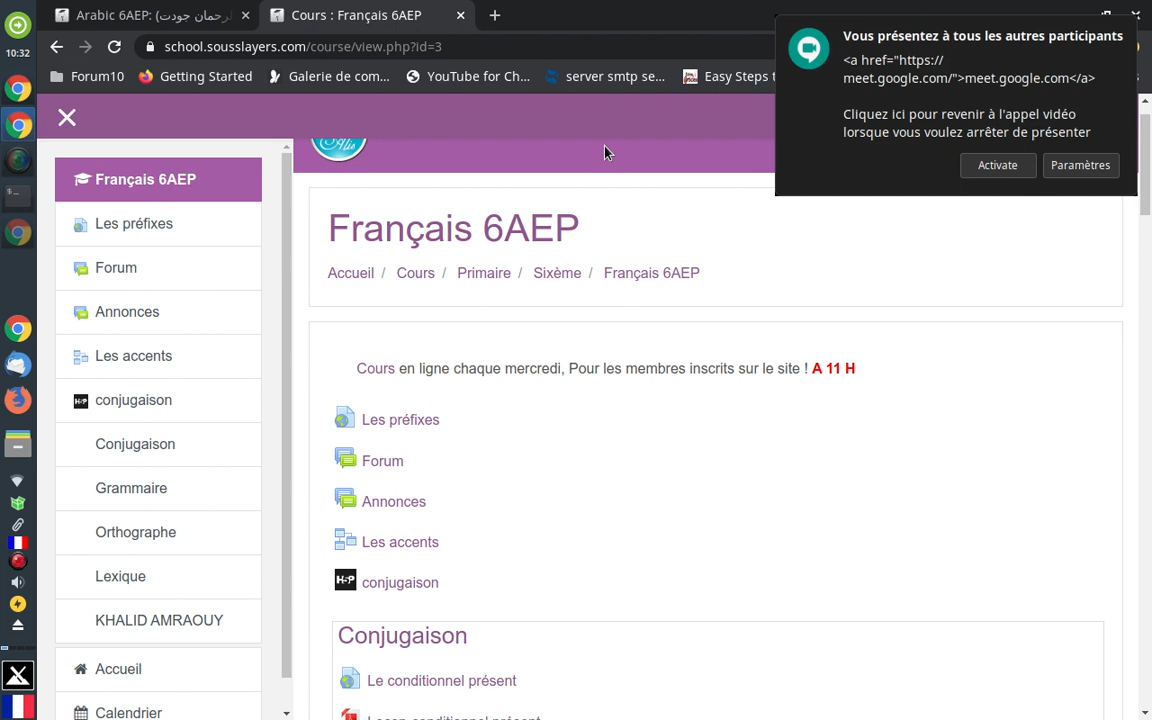 Arabic 6AEP: (رحمان جودت
Cours : Français 6AEP
10:32
school.sousslayers.com/course/view.php?id=3
Forum10
Getting Started
Galerie de com...
YouTube for Ch...
server smtp se...
Easy Steps t
Vous présentez à tous les autres participants
<a href="https://
meet.google.com/">meet.google.com</a>
Cliquez ici pour revenir à l'appel vidéo
lorsque vous voulez arrêter de présenter
Activate
Paramètres
Français 6AEP
Les préfixes
Forum
Annonces
Les accents
H-P conjugaison
Conjugaison
Grammaire
Orthographe
Lexique
KHALID AMRAOUY
Accueil
Calendrier
Français 6AEP
Accueil / Cours / Primaire / Sixème / Français 6AEP
Cours en ligne chaque mercredi, Pour les membres inscrits sur le site ! A 11 H
Les préfixes
Forum
Annonces
Les accents
H-P conjugaison
Conjugaison
Le conditionnel présent